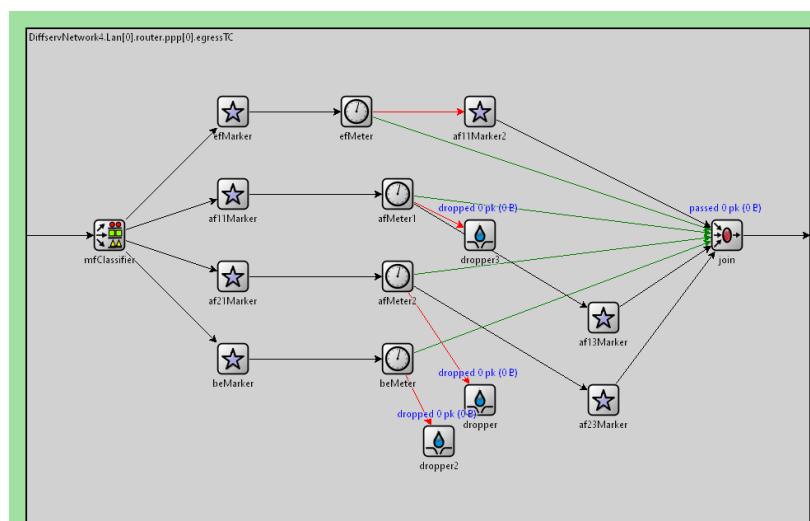 DiffservNetwork4.Lan[0].router.ppp[0].egressTC
efMarker
efMeter
af11Marker2
af11Marker
afMeter1
dropped 0 pk (0 B)
dropper3
passed 0 pk (0 B)
join
mfClassifier
af21Marker
afMeter2
af13Marker
beMarker
beMeter
dropped 0 pk (0 B)
dropper
af23Marker
dropped 0 pk (0 B)
dropper2